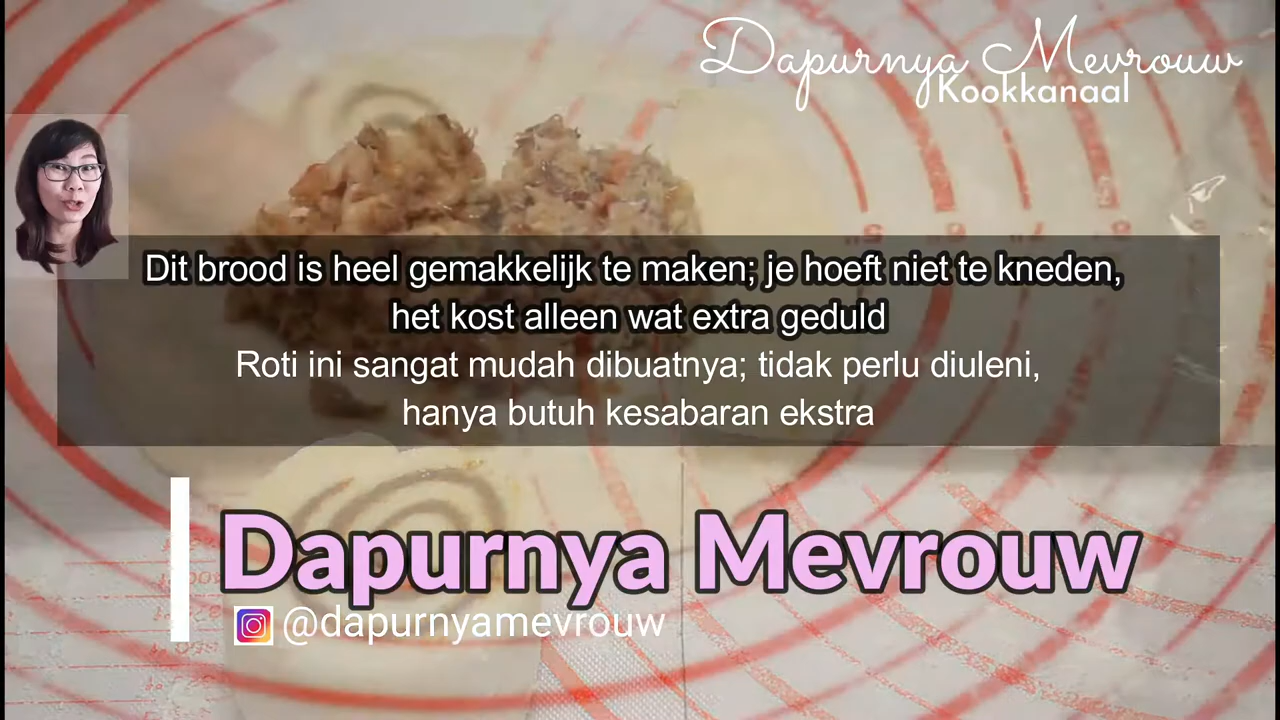 Dapurnya Mevrouw
Kookkanaal
Dit brood is heel gemakkelijk te maken; je hoeft niet te kneden,
het kost alleen wat extra geduld
Roti ini sangat mudah dibuatnya; tidak perlu diuleni,
hanya butuh kesabaran ekstra
Dapurnya Mevrouw
@dapurnyamevrouw